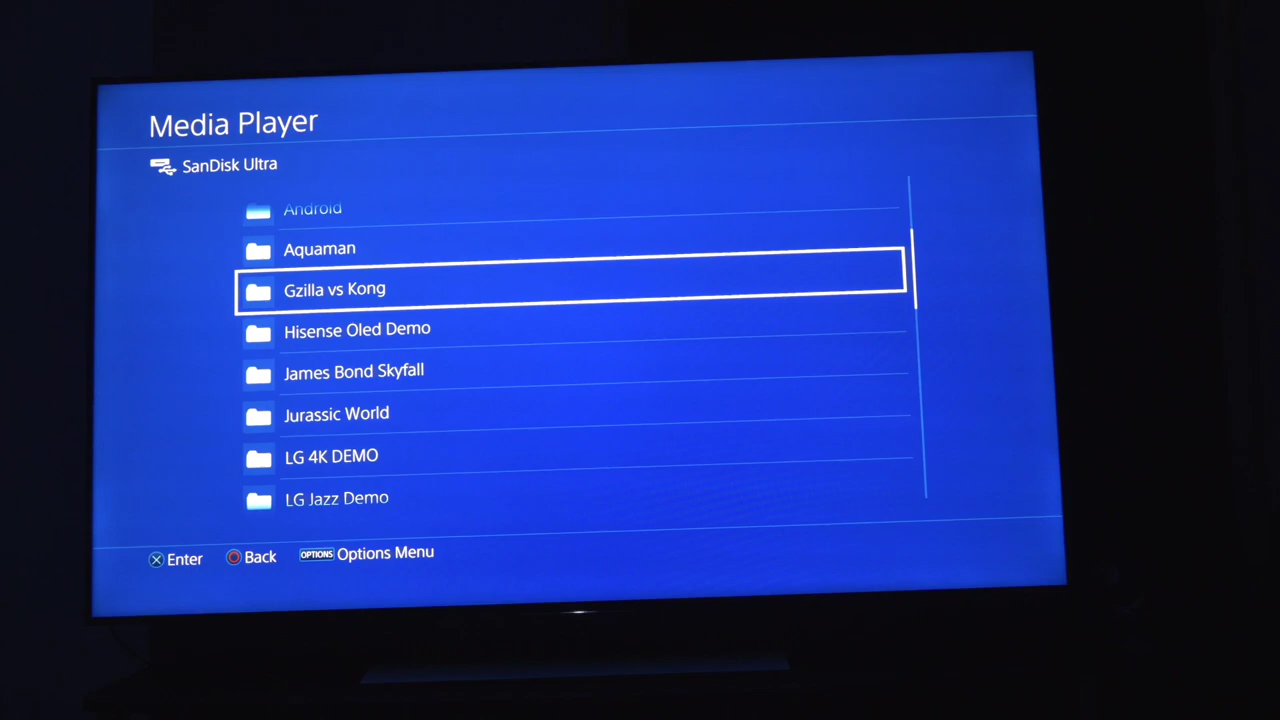 Media Player
SanDisk Ultra
Android
Aquaman
Gzilla vs Kong
Hisense Oled Demo
James Bond Skyfall
Jurassic World
LG 4K DEMO
LG Jazz Demo
Enter Back OPTIONS Options Menu